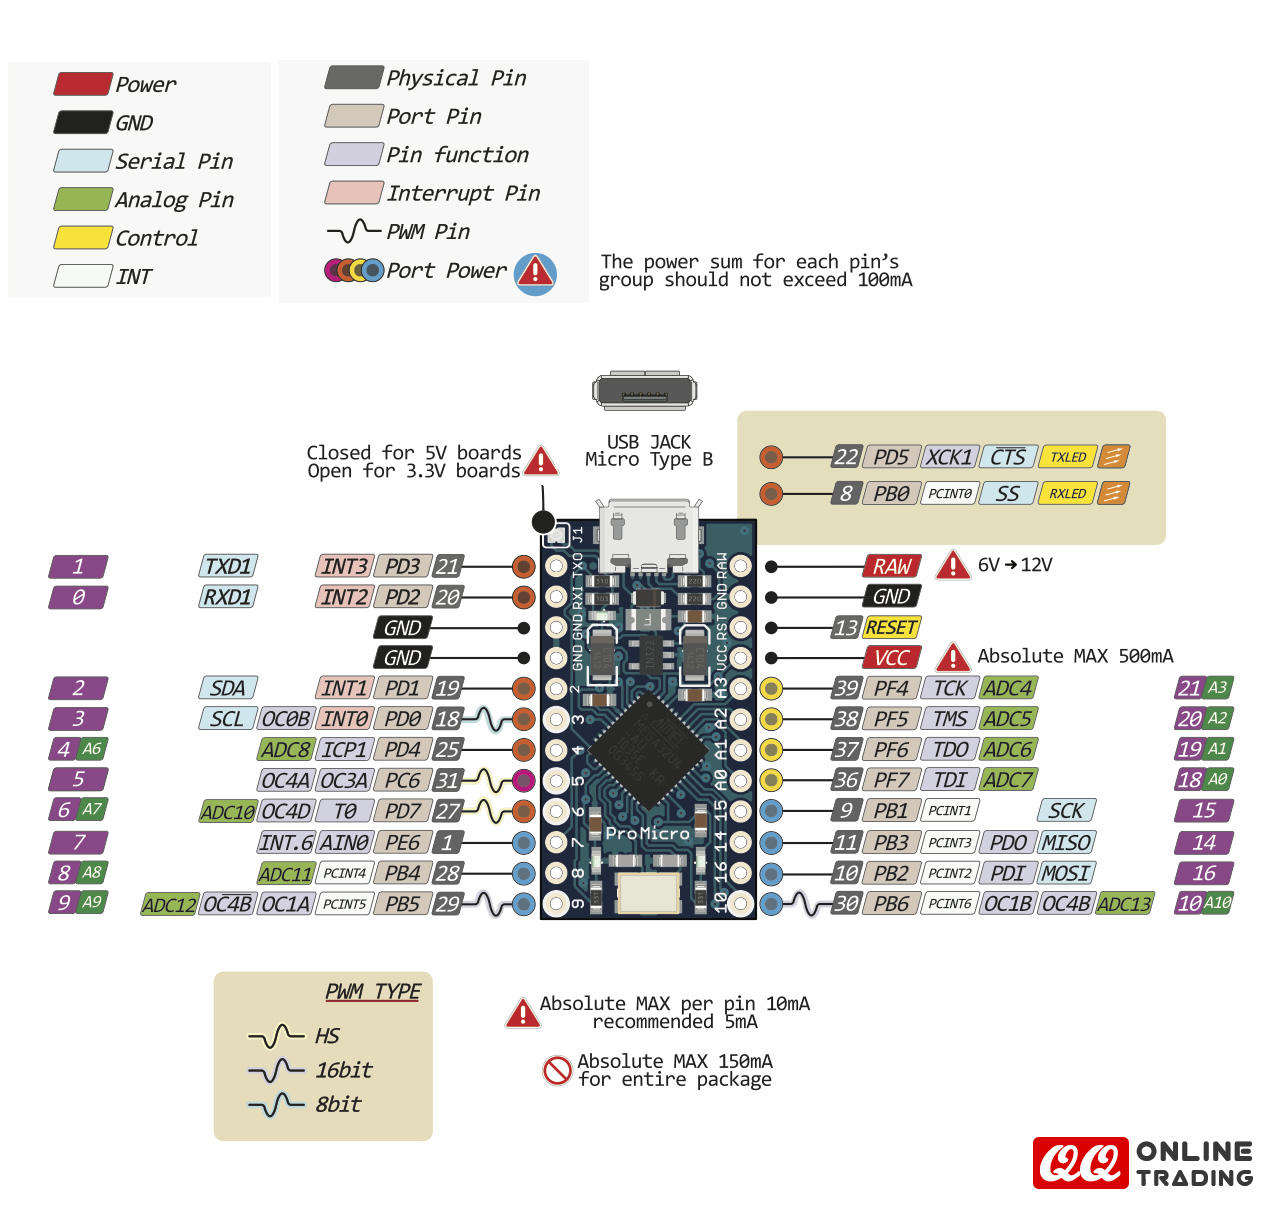 Power
GND
Serial Pin
Analog Pin
Control
INT
Physical Pin
Port Pin
Pin function
Interrupt Pin
PWM Pin
Port Power
The power sum for each pin's
group should not exceed 100mA
USB JACK
Micro Type B
Closed for 5V boards
Open for 3.3V boards
22 PD5 XCK1 CTS TXLED
8 PB0 PCINT0 SS RXLED
1 TXD1 INT3 PD3 21
0 RXD1 INT2 PD2 20
GND
GND
2 SDA INT1 PD1 19
3 SCL OC0B INT0 PD0 18
4 A6 ADC8 ICP1 PD4 25
5 OC4A OC3A PC6 31
6 A7 ADC10 OC4D T0 PD7 27
7 INT.6 AIN0 PE6 1
8 A8 ADC11 PCINT4 PB4 28
9 A9 ADC12 OC4B OC1A PCINT5 PB5 29
J1
TXO
RXI
GND
GND
2
3
4
5
6
7
8
9
RAW
GND
RST
VCC
A3
A2
A1
A0
15
14
16
10
ProMicro
RAW 6V 12V
GND
13 RESET
VCC Absolute MAX 500mA
39 PF4 TCK ADC4 21 A3
38 PF5 TMS ADC5 20 A2
37 PF6 TDO ADC6 19 A1
36 PF7 TDI ADC7 18 A0
9 PB1 PCINT1 SCK 15
11 PB3 PCINT3 PDO MISO 14
10 PB2 PCINT2 PDI MOSI 16
30 PB6 PCINT6 OC1B OC4B ADC13 10 A10
PWM TYPE
HS
16bit
8bit
Absolute MAX per pin 10mA
recommended 5mA
Absolute MAX 150mA
for entire package
QQ ONLINE
TRADING